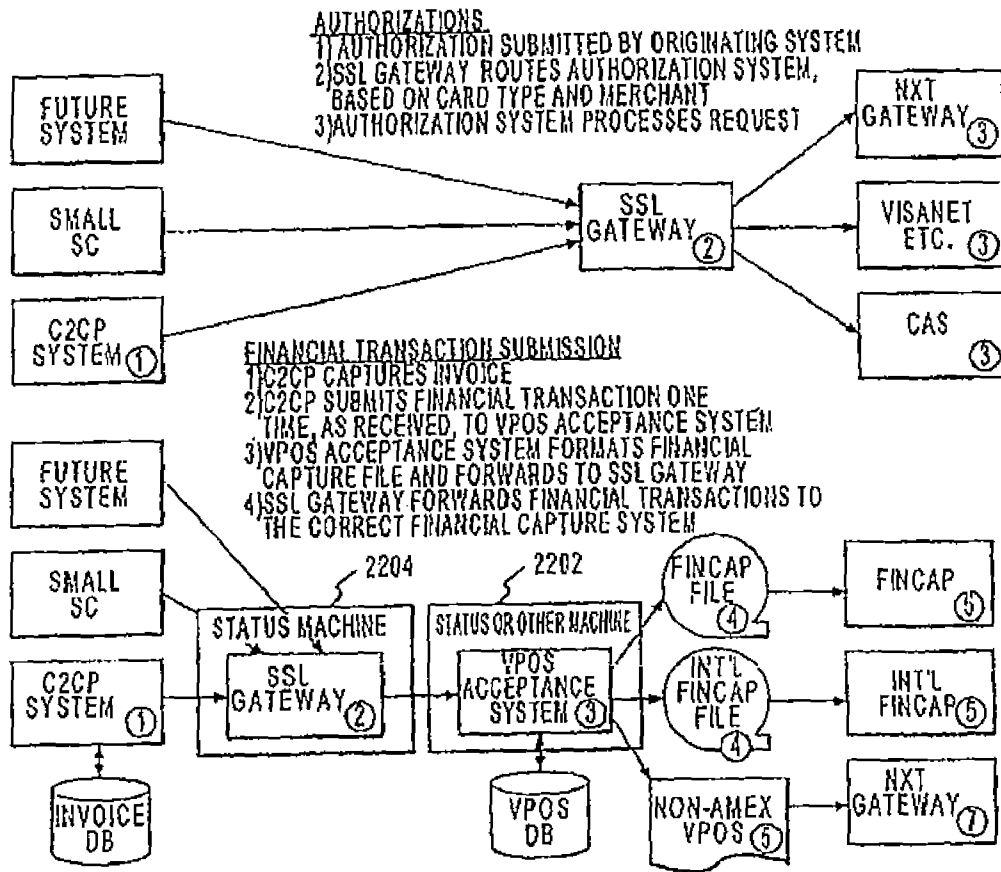 AUTHORIZATIONS
1) AUTHORIZATION SUBMITTED BY ORIGINATING SYSTEM
2) SSL GATEWAY ROUTES AUTHORIZATION SYSTEM,
BASED ON CARD TYPE AND MERCHANT
3) AUTHORIZATION SYSTEM PROCESSES REQUEST
FUTURE
SYSTEM
SMALL
SC
C2CP
SYSTEM 1
SSL
GATEWAY
2
NXT
GATEWAY 3
VISANET
ETC. 3
CAS
3
FINANCIAL TRANSACTION SUBMISSION
1) C2CP CAPTURES INVOICE
2) C2CP SUBMITS FINANCIAL TRANSACTION ONE
TIME, AS RECEIVED, TO VPOS ACCEPTANCE SYSTEM
3) VPOS ACCEPTANCE SYSTEM FORMATS FINANCIAL
CAPTURE FILE AND FORWARDS TO SSL GATEWAY
4) SSL GATEWAY FORWARDS FINANCIAL TRANSACTIONS TO
THE CORRECT FINANCIAL CAPTURE SYSTEM
FUTURE
SYSTEM
SMALL
SC
C2CP
SYSTEM 1
INVOICE
DB
2204
STATUS MACHINE
SSL
GATEWAY 2
2202
STATUS OR OTHER MACHINE
VPOS
ACCEPTANCE
SYSTEM 3
VPOS
DB
FINCAP
FILE
4
INT'L
FINCAP
FILE
4
NON-AMEX
VPOS 5
FINCAP
5
INT'L
FINCAP 5
NXT
GATEWAY 7